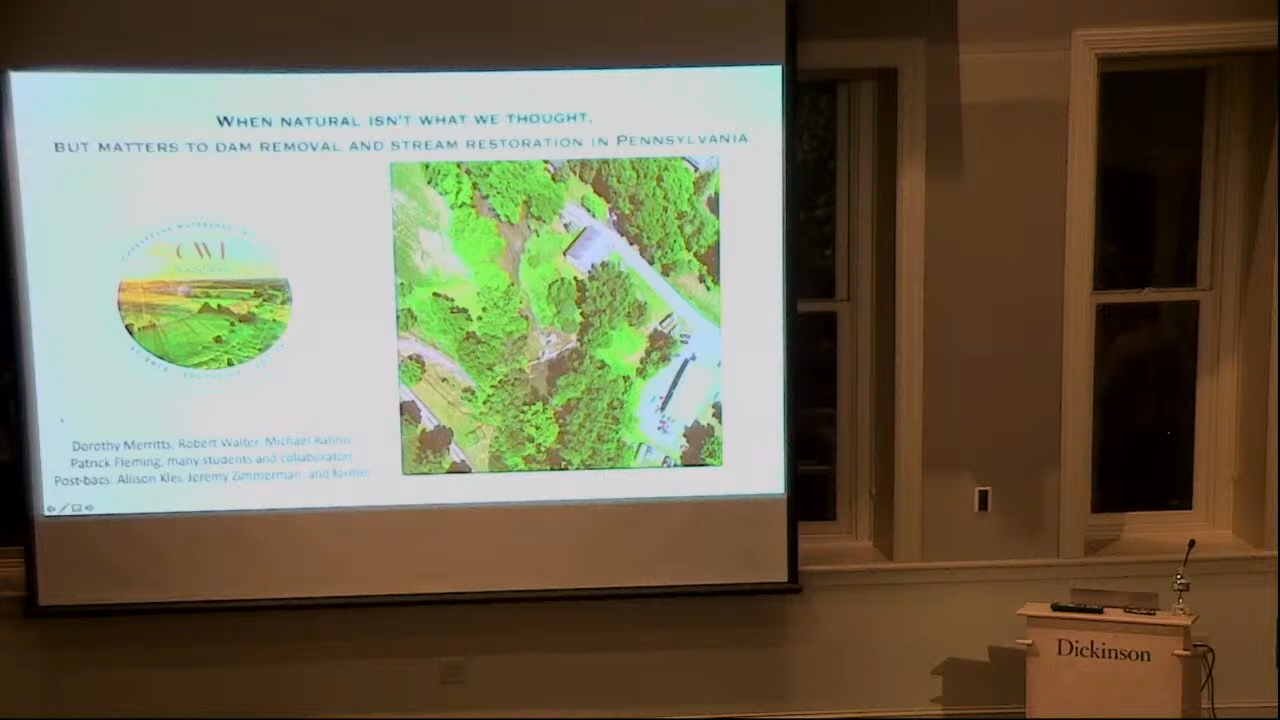 WHEN NATURAL ISN'T WHAT WE THOUGHT,
BUT MATTERS TO DAM REMOVAL AND STREAM RESTORATION IN PENNSYLVANIA
CWI
Dorothy Merritts, Robert Walter, Michael Rahnis
Patrick Fleming, many students and collaborators
Post-bacs: Allison Klei, Jeremy Zimmerman, and former
Dickinson